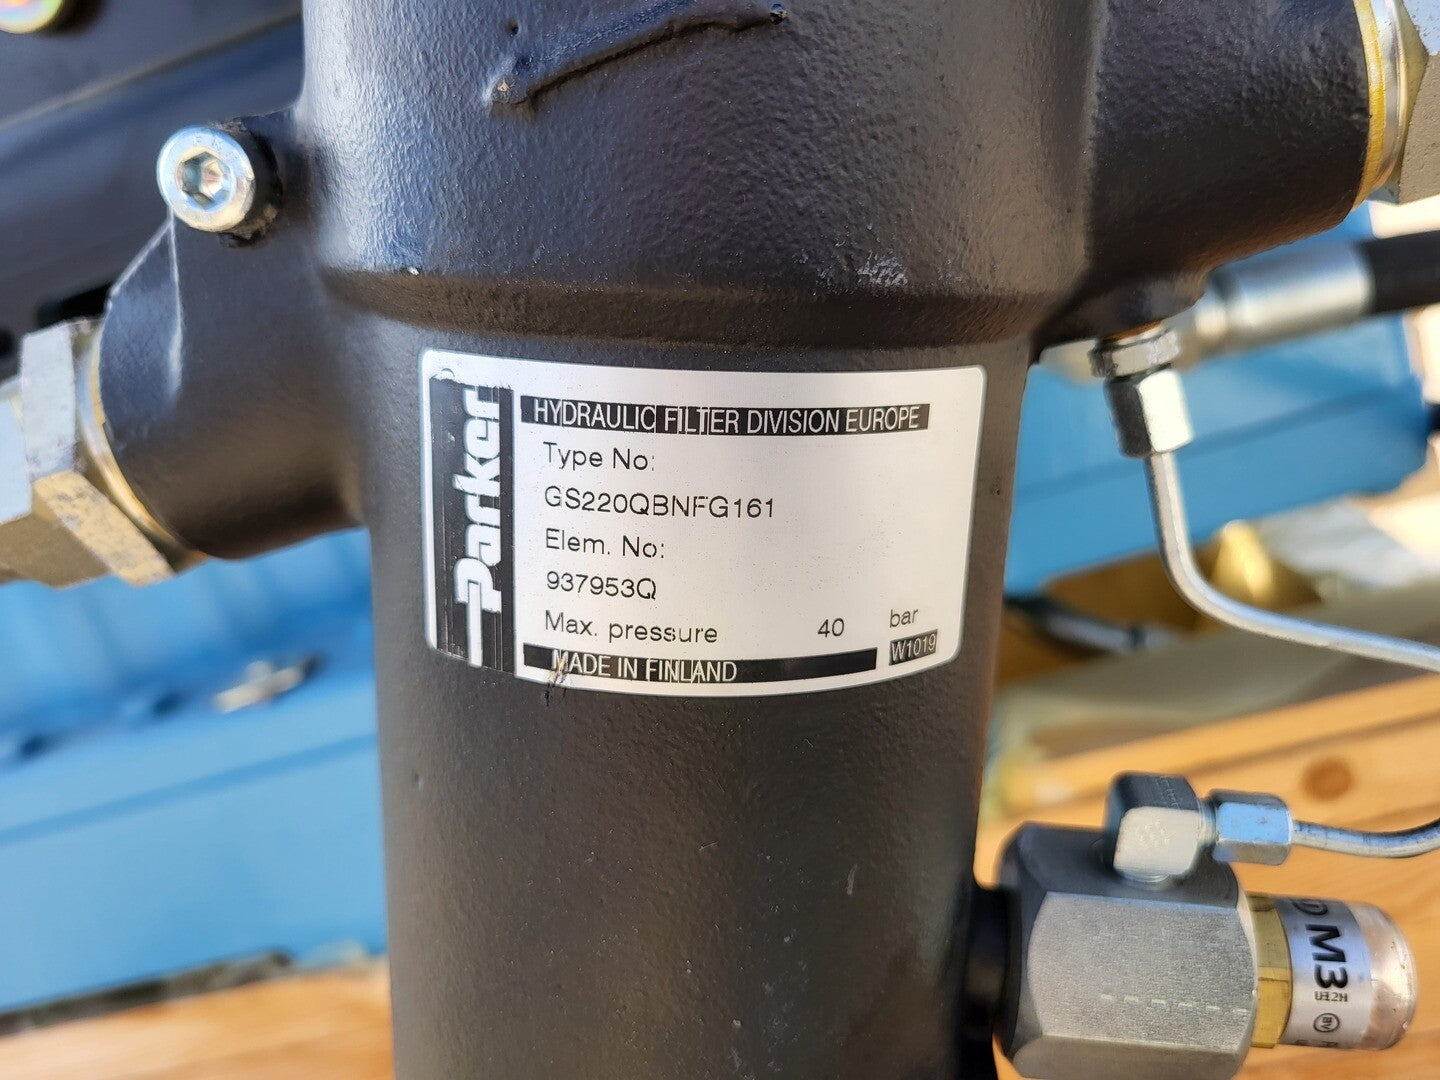 Parker
HYDRAULIC FILTER DIVISION EUROPE
Type No:
GS220QBNFG161
Elem. No:
937953Q
Max. pressure 40 bar
MADE IN FINLAND W1019
M3